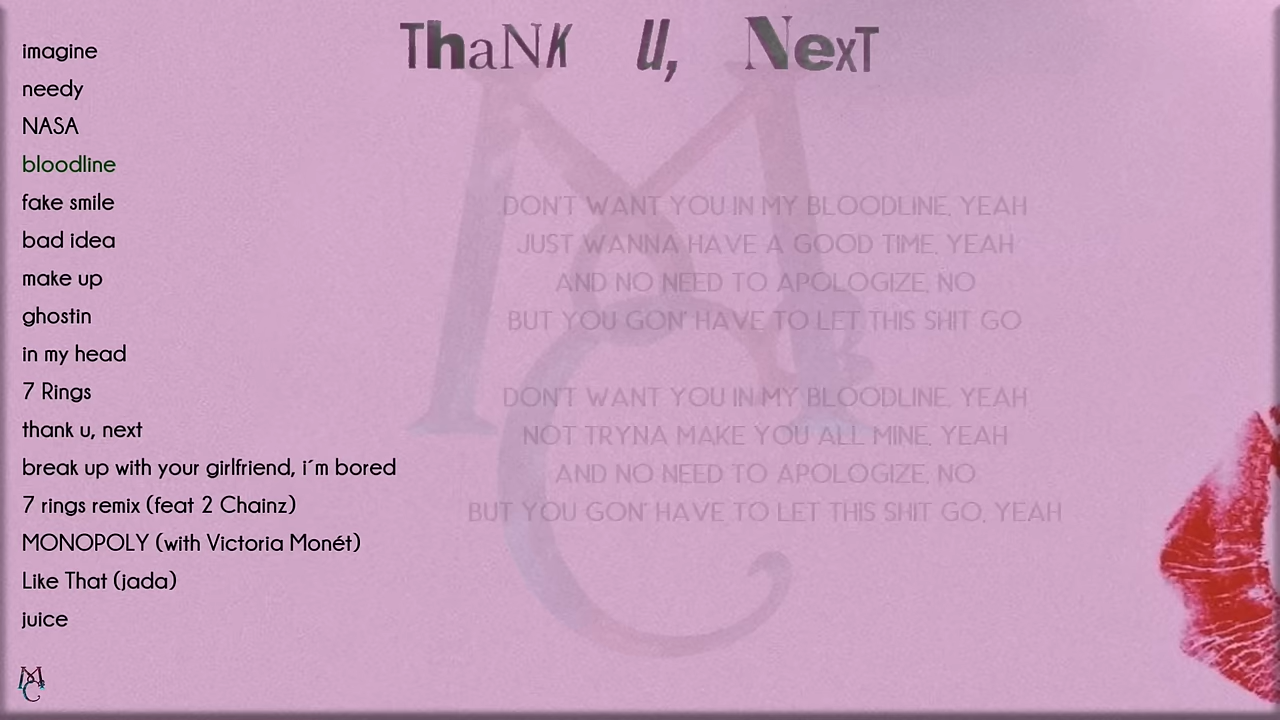 ThaNK U, NexT
imagine
needy
NASA
bloodline
fake smile
bad idea
make up
ghostin
in my head
7 Rings
thank u, next
break up with your girlfriend, i´m bored
7 rings remix (feat 2 Chainz)
MONOPOLY (with Victoria Monét)
Like That (jada)
juice
DON'T WANT YOU IN MY BLOODLINE, YEAH
JUST WANNA HAVE A GOOD TIME, YEAH
AND NO NEED TO APOLOGIZE, NO
BUT YOU GON' HAVE TO LET THIS SHIT GO
DON'T WANT YOU IN MY BLOODLINE, YEAH
NOT TRYNA MAKE YOU ALL MINE, YEAH
AND NO NEED TO APOLOGIZE, NO
BUT YOU GON' HAVE TO LET THIS SHIT GO, YEAH